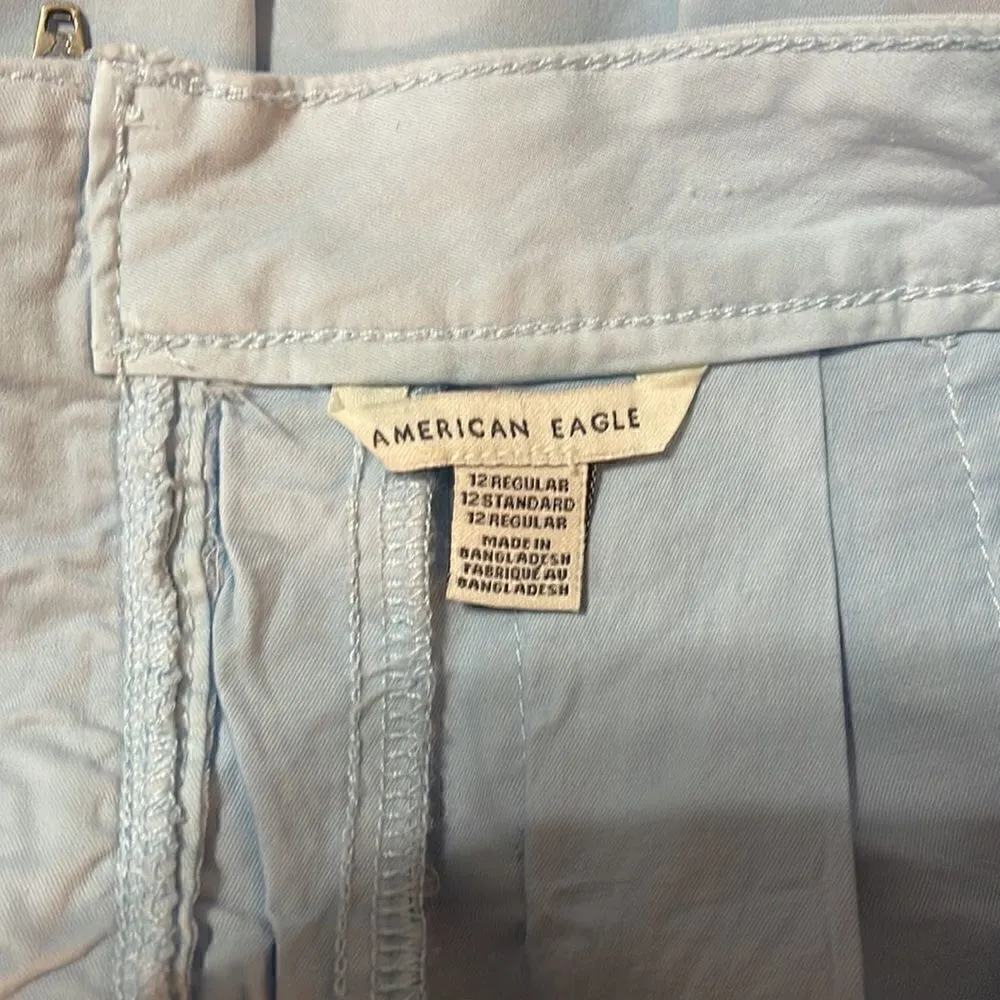 AMERICAN EAGLE
12 REGULAR
12 STANDARD
12 REGULAR
MADE IN
BANGLADESH
FABRIQUÉ AU
BANGLADESH